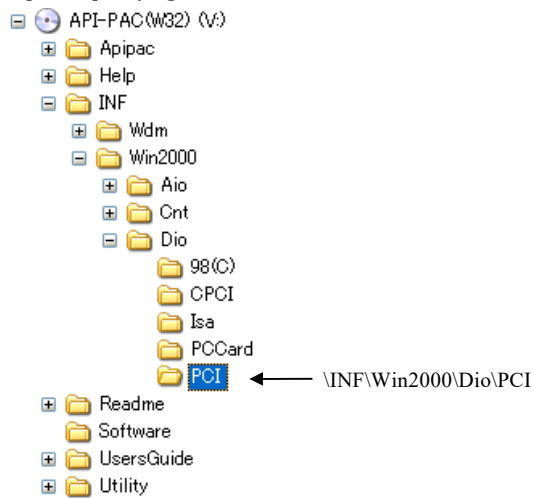 API-PAC(W32) (V:)
Apipac
Help
INF
Wdm
Win2000
Aio
Cnt
Dio
98(C)
CPCI
Isa
PCCard
PCI
\INF\Win2000\Dio\PCI
Readme
Software
UsersGuide
Utility